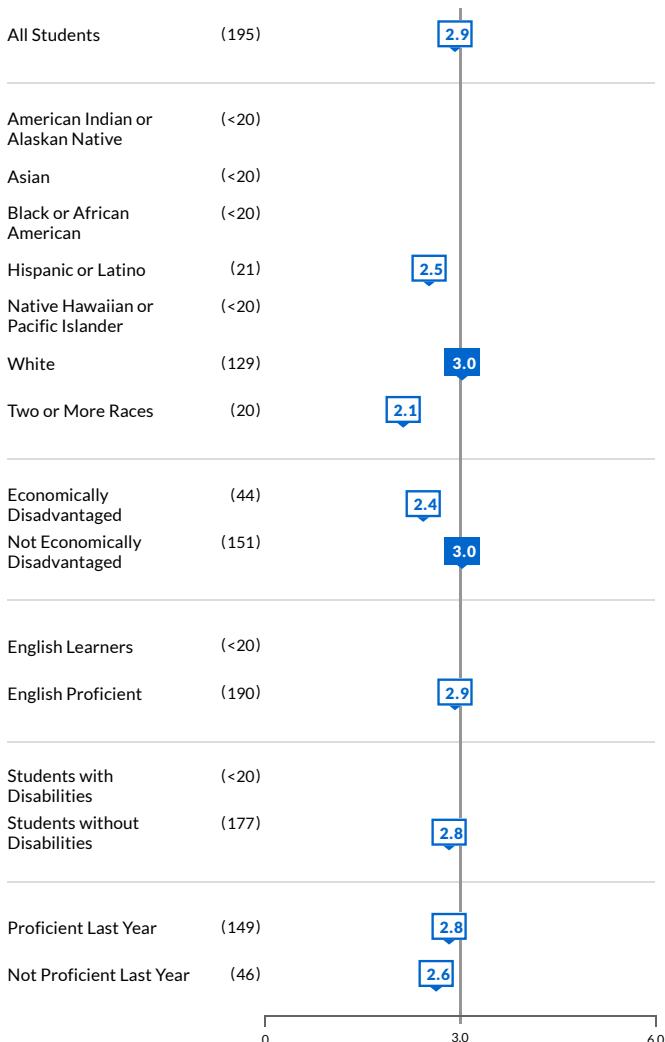 All Students (195) 2.9
American Indian or
Alaskan Native (<20)
Asian (<20)
Black or African
American (<20)
Hispanic or Latino (21) 2.5
Native Hawaiian or
Pacific Islander (<20)
White (129) 3.0
Two or More Races (20) 2.1
Economically
Disadvantaged (44) 2.4
Not Economically
Disadvantaged (151) 3.0
English Learners (<20)
English Proficient (190) 2.9
Students with
Disabilities (<20)
Students without
Disabilities (177) 2.8
Proficient Last Year (149) 2.8
Not Proficient Last Year (46) 2.6
0 3.0 6.0